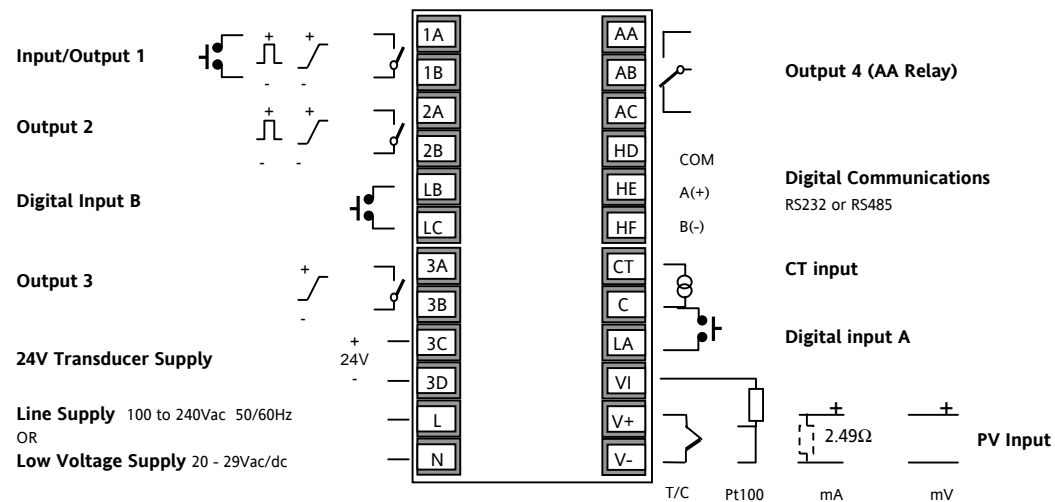 Input/Output 1
+ +
- -
1A
1B
Output 2
+ +
- -
2A
2B
Digital Input B
LB
LC
Output 3
+
-
3A
3B
24V Transducer Supply
+
24V
-
3C
3D
Line Supply 100 to 240Vac 50/60Hz
OR
Low Voltage Supply 20 - 29Vac/dc
L
N
AA
AB
AC
Output 4 (AA Relay)
HD
HE
HF
COM
A(+)
B(-)
Digital Communications
RS232 or RS485
CT
C
LA
CT input
Digital input A
VI
V+
V-
+ +
2.49Ω
PV Input
T/C Pt100 mA mV